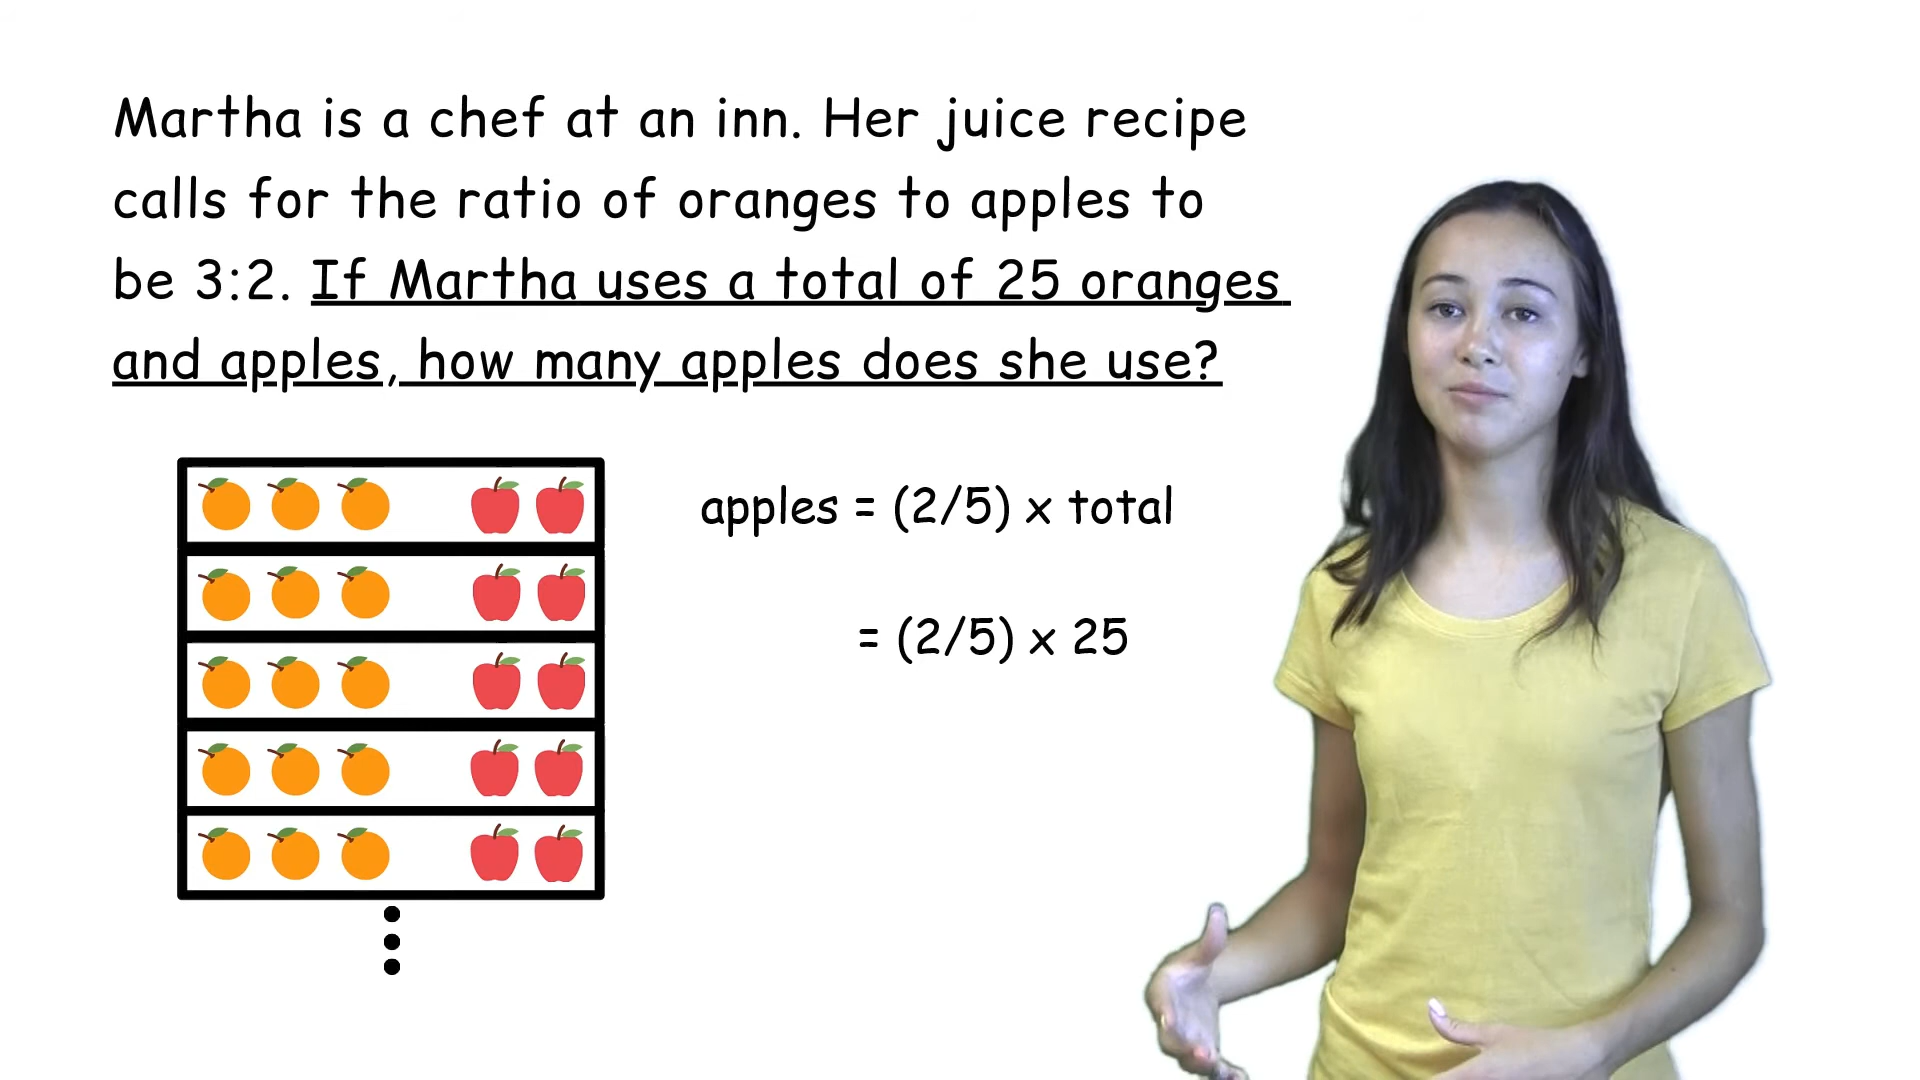 Martha is a chef at an inn. Her juice recipe
calls for the ratio of oranges to apples to
be 3:2. If Martha uses a total of 25 oranges
and apples, how many apples does she use?
apples = (2/5) x total
= (2/5) x 25